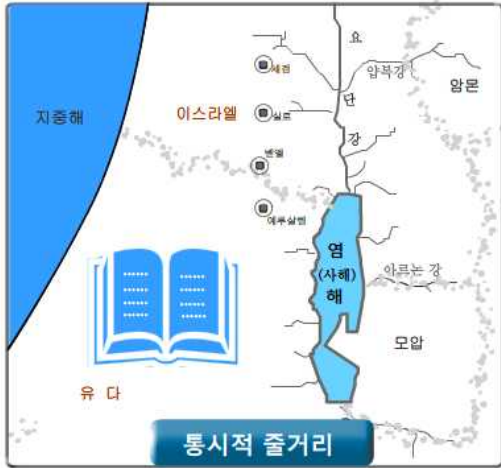 요
단
강
세겜
얍복강
암몬
지중해
이스라엘
실로
벧엘
예루살렘
염
(사해)
해
아르논 강
모압
유 다
통시적 줄거리